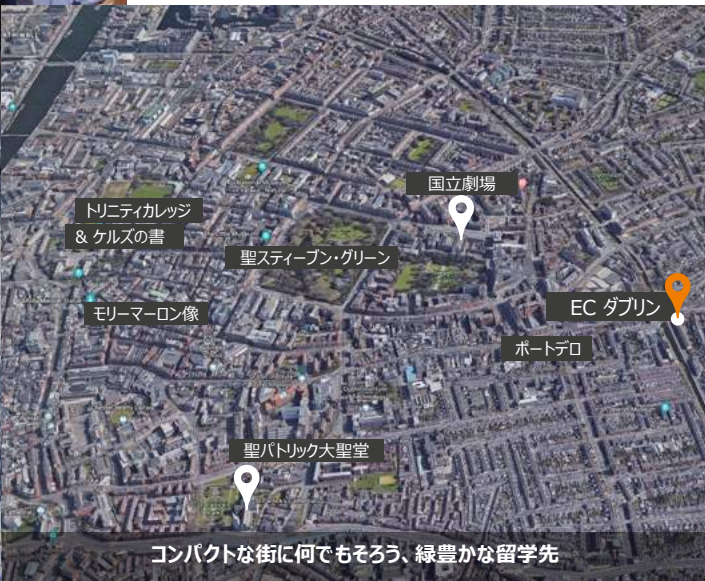 国立劇場
トリニティカレッジ
& ケルズの書
聖スティーブン・グリーン
モリーマーロン像
EC ダブリン
ポートデロ
聖パトリック大聖堂
コンパクトな街に何でもそろう、緑豊かな留学先